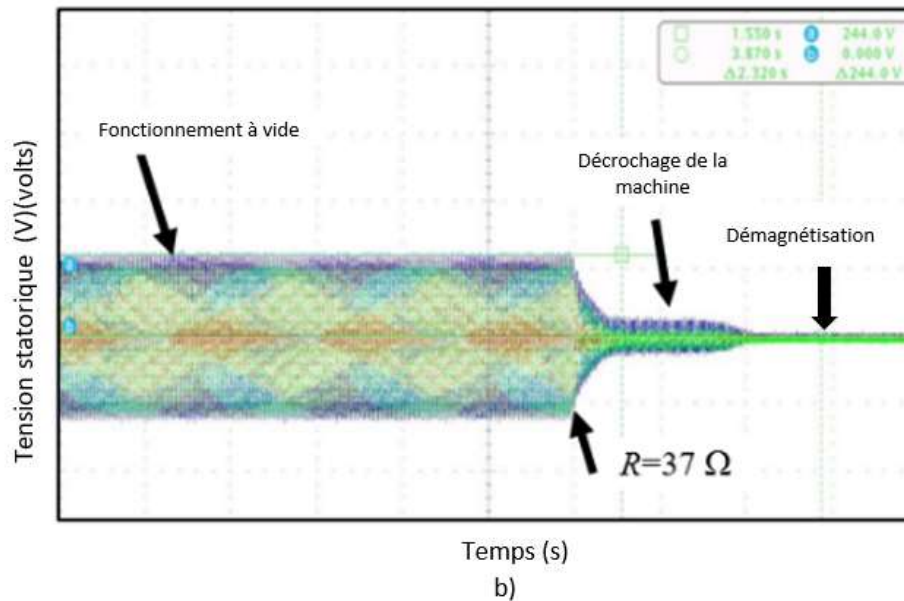 1.550 s a 244.0 V
3.870 s b 0.000 V
Δ2.320 s Δ244.0 V
Fonctionnement à vide
Décrochage de la
machine
Démagnétisation
a
b
R=37 Ω
Tension statorique (V)(volts)
Temps (s)
b)